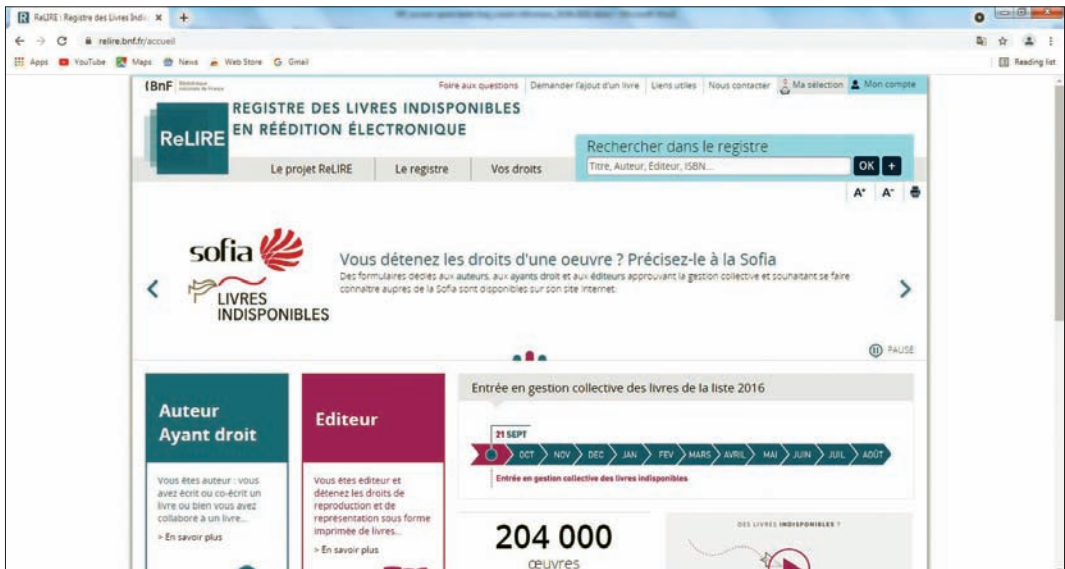 ReLIRE : Registre des Livres Indi
relire.bnf.fr/accueil
Apps YouTube Maps News Web Store Gmail Reading list
BnF
Foire aux questions Demander l'ajout d'un livre Liens utiles Nous contacter Ma sélection Mon compte
ReLIRE
REGISTRE DES LIVRES INDISPONIBLES
EN RÉÉDITION ÉLECTRONIQUE
Rechercher dans le registre
Titre, Auteur, Éditeur, ISBN... OK +
Le projet ReLIRE Le registre Vos droits
A+ A-
sofia
LIVRES
INDISPONIBLES
Vous détenez les droits d'une oeuvre ? Précisez-le à la Sofia
Des formulaires dédiés aux auteurs, aux ayants droit et aux éditeurs approuvant la gestion collective et souhaitant se faire
connaitre auprès de la Sofia sont disponibles sur son site Internet.
PAUSE
Auteur
Ayant droit
Vous êtes auteur : vous
avez écrit ou co-écrit un
livre ou bien vous avez
collaboré à un livre...
> En savoir plus
Editeur
Vous êtes éditeur et
détenez les droits de
reproduction et de
représentation sous forme
imprimée de livres...
> En savoir plus
Entrée en gestion collective des livres de la liste 2016
21 SEPT
OCT NOV DEC JAN FEV MARS AVRIL MAI JUIN JUIL AOÛT
Entrée en gestion collective des livres indisponibles
204 000
œuvres
DES LIVRES INDISPONIBLES ?